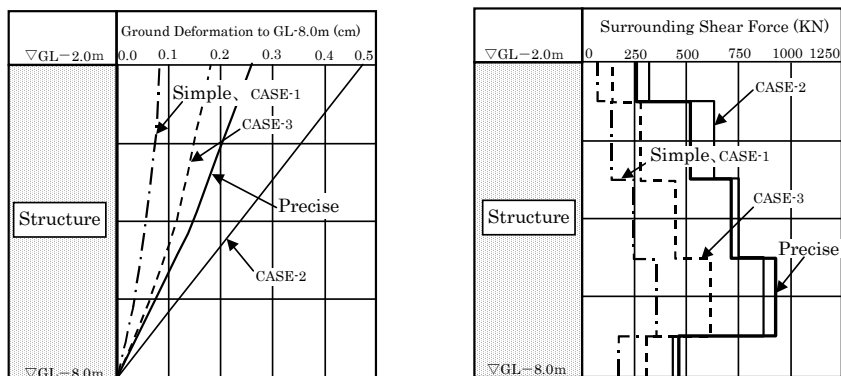 Ground Deformation to GL-8.0m (cm)
▽GL－2.0m
0.0 0.1 0.2 0.3 0.4 0.5
Simple、CASE-1
CASE-3
Precise
Structure
CASE-2
▽GL－8.0m
Surrounding Shear Force (KN)
▽GL－2.0m
0 250 500 750 1000 1250
CASE-2
Simple、CASE-1
CASE-3
Structure
Precise
▽GL－8.0m